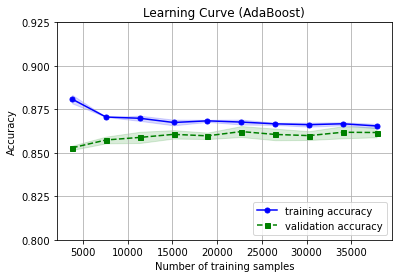 Learning Curve (AdaBoost)
Accuracy
0.925
0.900
0.875
0.850
0.825
0.800
5000 10000 15000 20000 25000 30000 35000
Number of training samples
training accuracy
validation accuracy